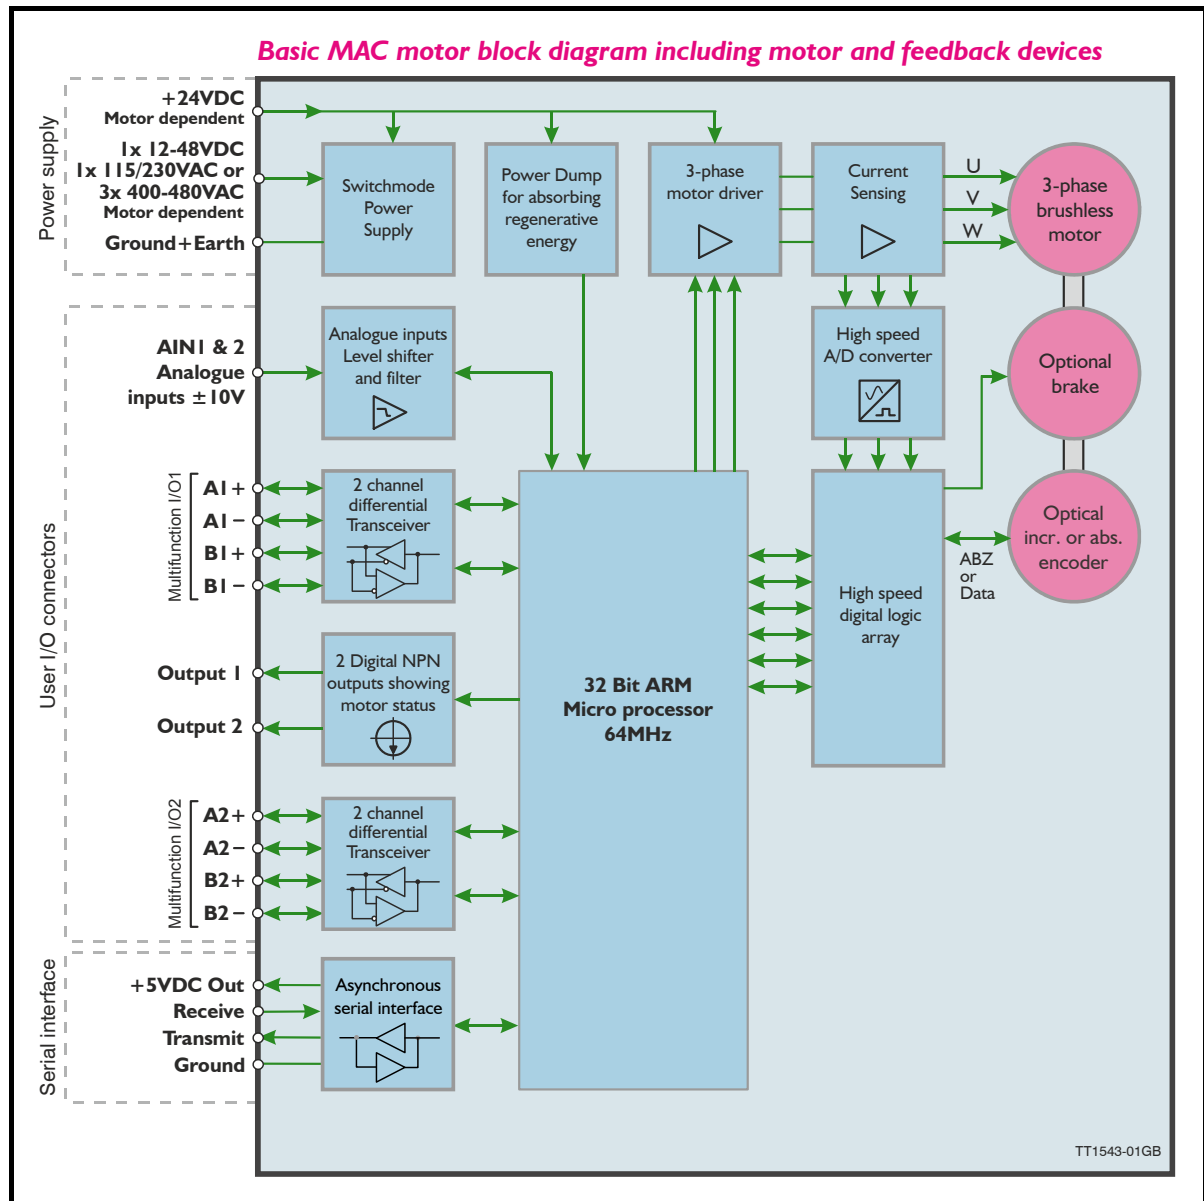 Basic MAC motor block diagram including motor and feedback devices
Power supply
+24VDC
Motor dependent
1x 12-48VDC
1x 115/230VAC or
3x 400-480VAC
Motor dependent
Ground+Earth
Switchmode
Power
Supply
Power Dump
for absorbing
regenerative
energy
3-phase
motor driver
Current
Sensing
U
V
W
3-phase
brushless
motor
User I/O connectors
AIN1 & 2
Analogue
inputs ±10V
Analogue inputs
Level shifter
and filter
High speed
A/D converter
Optional
brake
Multifunction I/O1
A1+
A1−
B1+
B1−
2 channel
differential
Transceiver
Optical
incr. or abs.
encoder
ABZ
or
Data
High speed
digital logic
array
Output 1
Output 2
2 Digital NPN
outputs showing
motor status
32 Bit ARM
Micro processor
64MHz
Multifunction I/O2
A2+
A2−
B2+
B2−
2 channel
differential
Transceiver
Serial interface
+5VDC Out
Receive
Transmit
Ground
Asynchronous
serial interface
TT1543-01GB